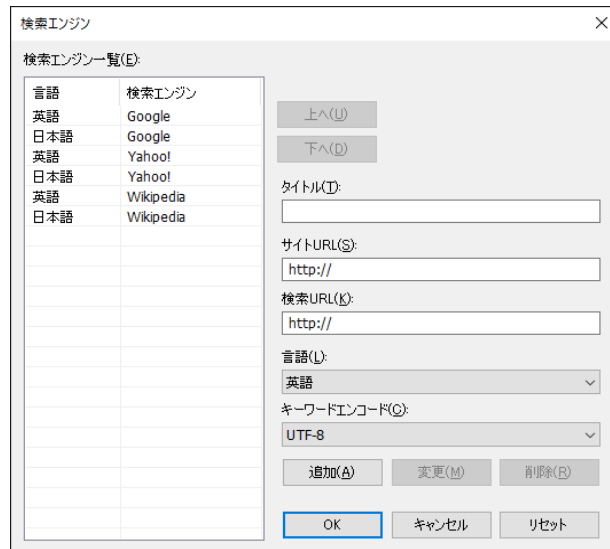 検索エンジン
検索エンジン一覧(E):
言語 検索エンジン
英語 Google
日本語 Google
英語 Yahoo!
日本語 Yahoo!
英語 Wikipedia
日本語 Wikipedia
上へ(U)
下へ(D)
タイトル(T):
サイトURL(S):
http://
検索URL(K):
http://
言語(L):
英語
キーワードエンコード(C):
UTF-8
追加(A) 変更(M) 削除(R)
OK キャンセル リセット